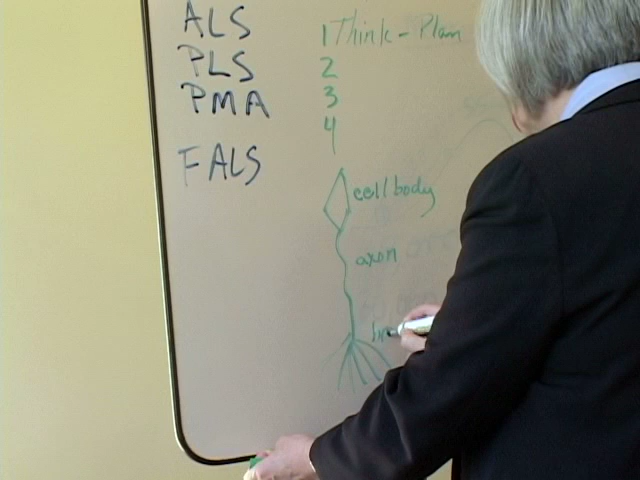 ALS
PLS
PMA
FALS
1 Think - Plan
2
3
4
cell body
axon